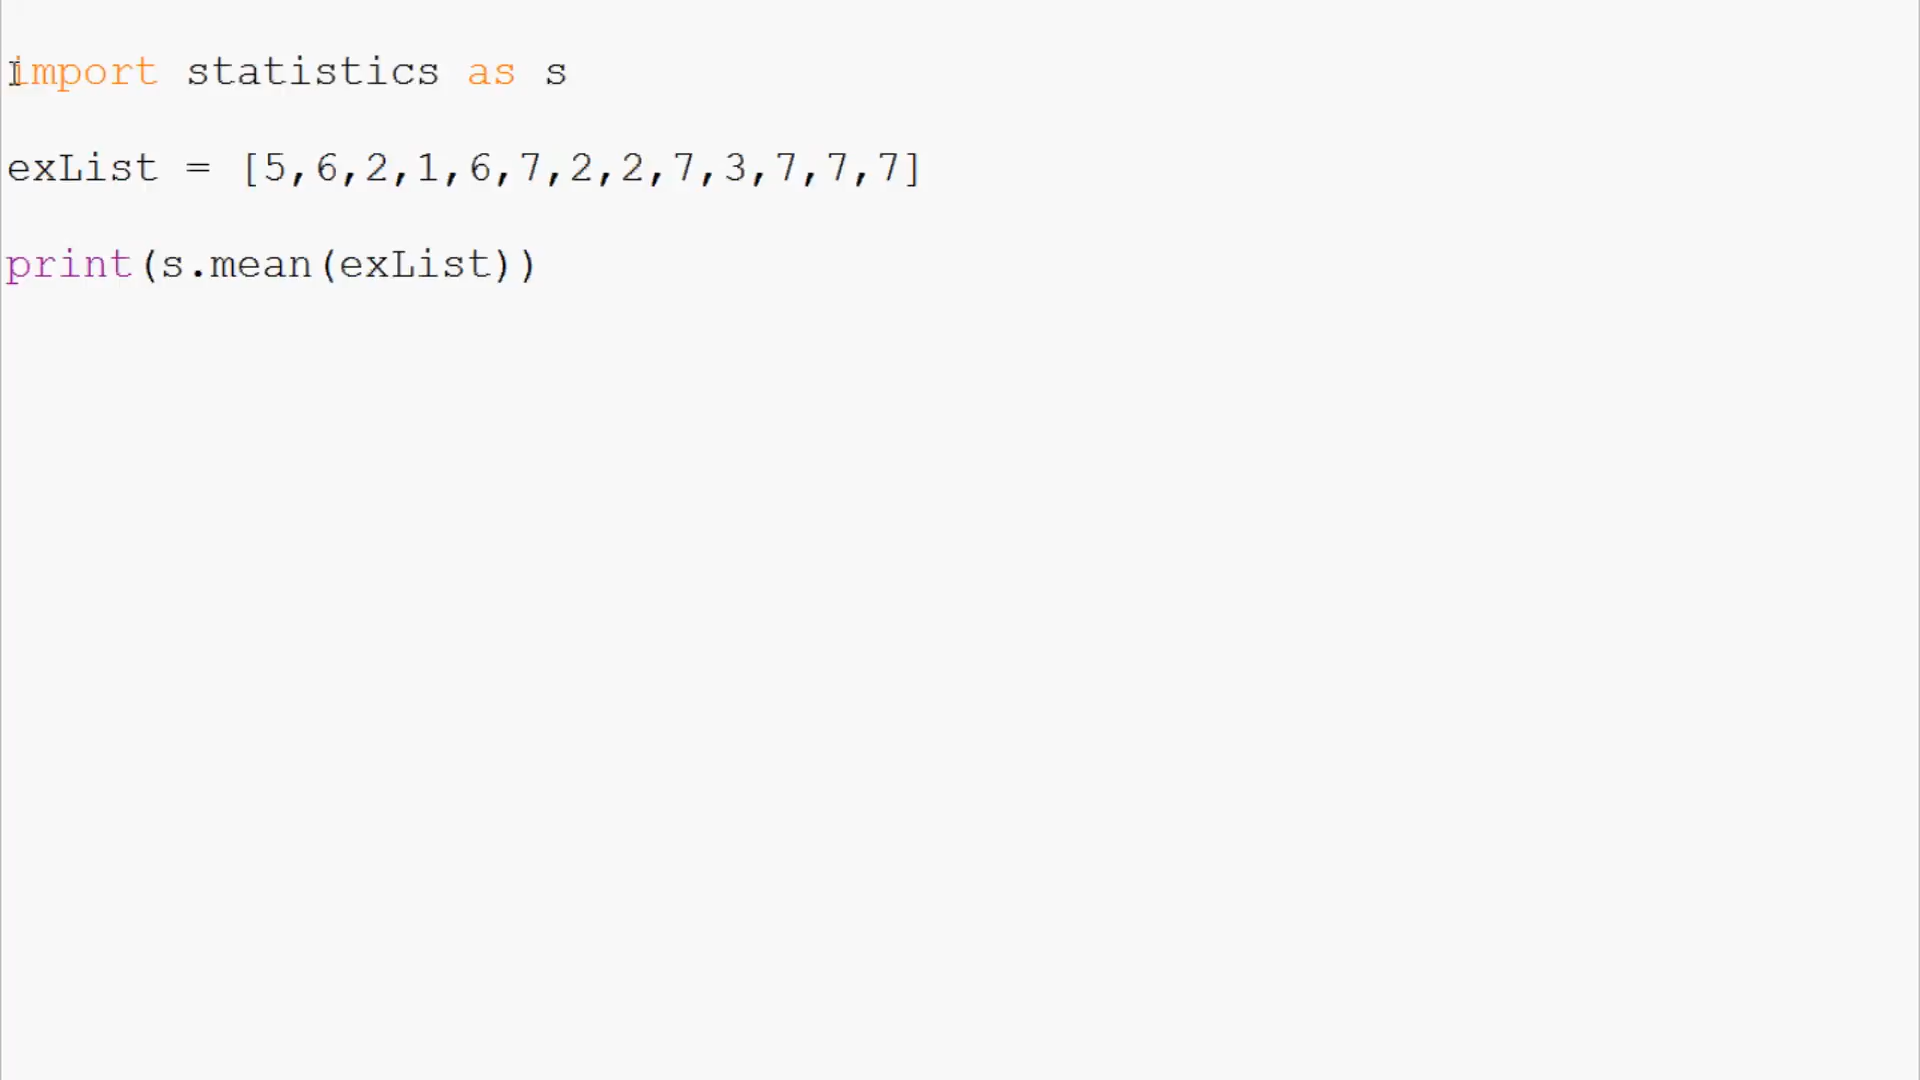 import statistics as s
exList = [5,6,2,1,6,7,2,2,7,3,7,7,7]
print(s.mean(exList))